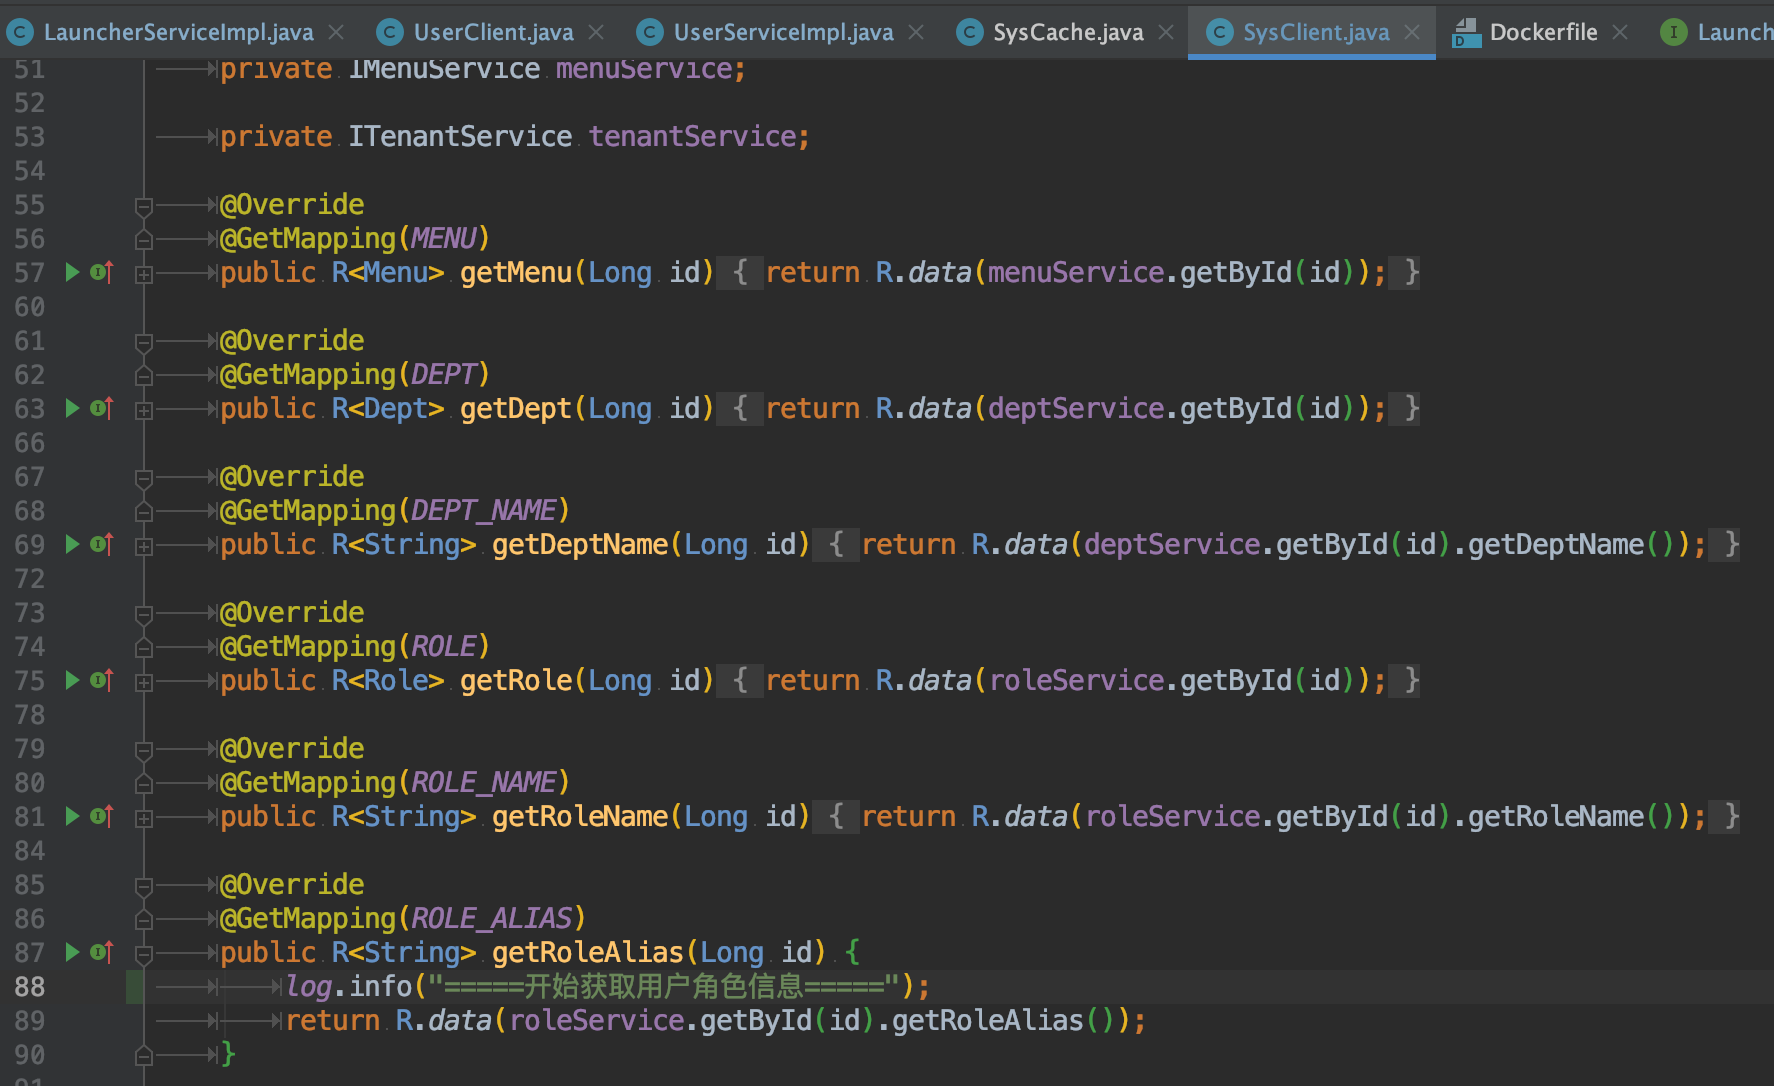 LauncherServiceImpl.java UserClient.java UserServiceImpl.java SysCache.java SysClient.java Dockerfile Launch
51 private IMenuService menuService;
52
53 private ITenantService tenantService;
54
55 @Override
56 @GetMapping(MENU)
57 public R<Menu> getMenu(Long id) { return R.data(menuService.getById(id)); }
60
61 @Override
62 @GetMapping(DEPT)
63 public R<Dept> getDept(Long id) { return R.data(deptService.getById(id)); }
66
67 @Override
68 @GetMapping(DEPT_NAME)
69 public R<String> getDeptName(Long id) { return R.data(deptService.getById(id).getDeptName()); }
72
73 @Override
74 @GetMapping(ROLE)
75 public R<Role> getRole(Long id) { return R.data(roleService.getById(id)); }
78
79 @Override
80 @GetMapping(ROLE_NAME)
81 public R<String> getRoleName(Long id) { return R.data(roleService.getById(id).getRoleName()); }
84
85 @Override
86 @GetMapping(ROLE_ALIAS)
87 public R<String> getRoleAlias(Long id) {
88 log.info("=====开始获取用户角色信息=====");
89 return R.data(roleService.getById(id).getRoleAlias());
90 }
91